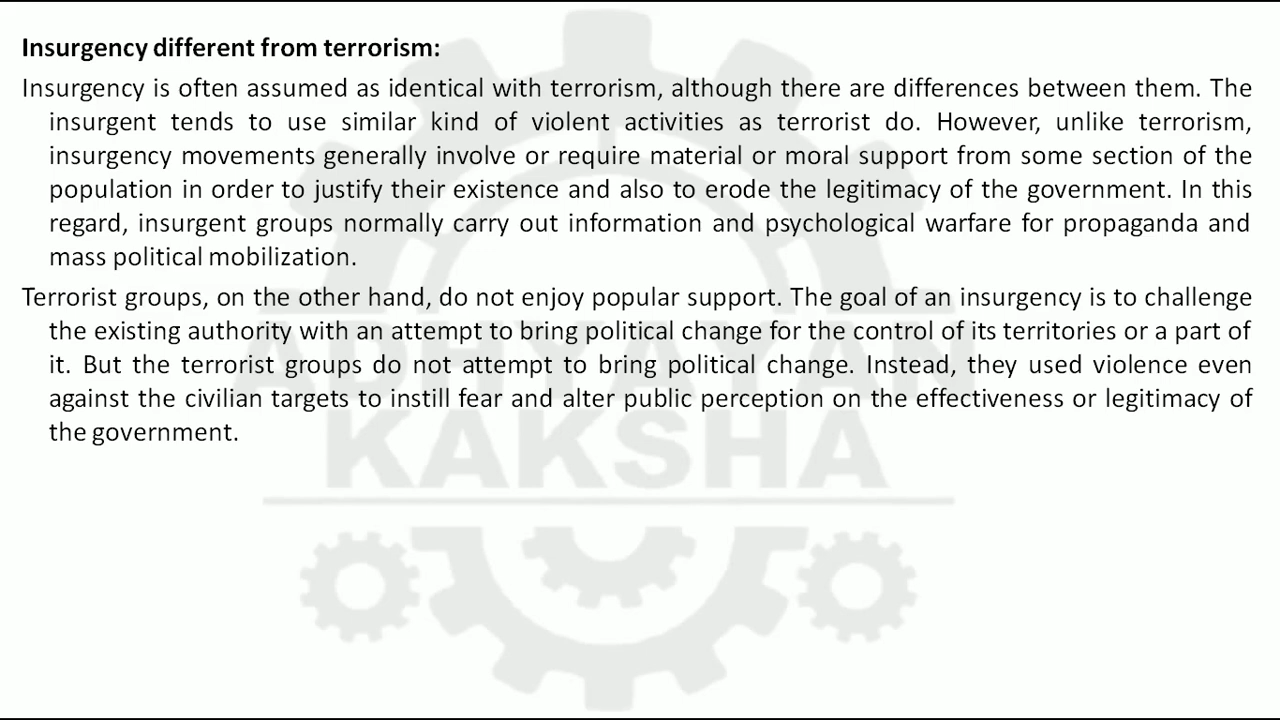 Insurgency different from terrorism:
Insurgency is often assumed as identical with terrorism, although there are differences between them. The
insurgent tends to use similar kind of violent activities as terrorist do. However, unlike terrorism,
insurgency movements generally involve or require material or moral support from some section of the
population in order to justify their existence and also to erode the legitimacy of the government. In this
regard, insurgent groups normally carry out information and psychological warfare for propaganda and
mass political mobilization.
Terrorist groups, on the other hand, do not enjoy popular support. The goal of an insurgency is to challenge
the existing authority with an attempt to bring political change for the control of its territories or a part of
it. But the terrorist groups do not attempt to bring political change. Instead, they used violence even
against the civilian targets to instill fear and alter public perception on the effectiveness or legitimacy of
the government.
ADHYAYAN
KAKSHA